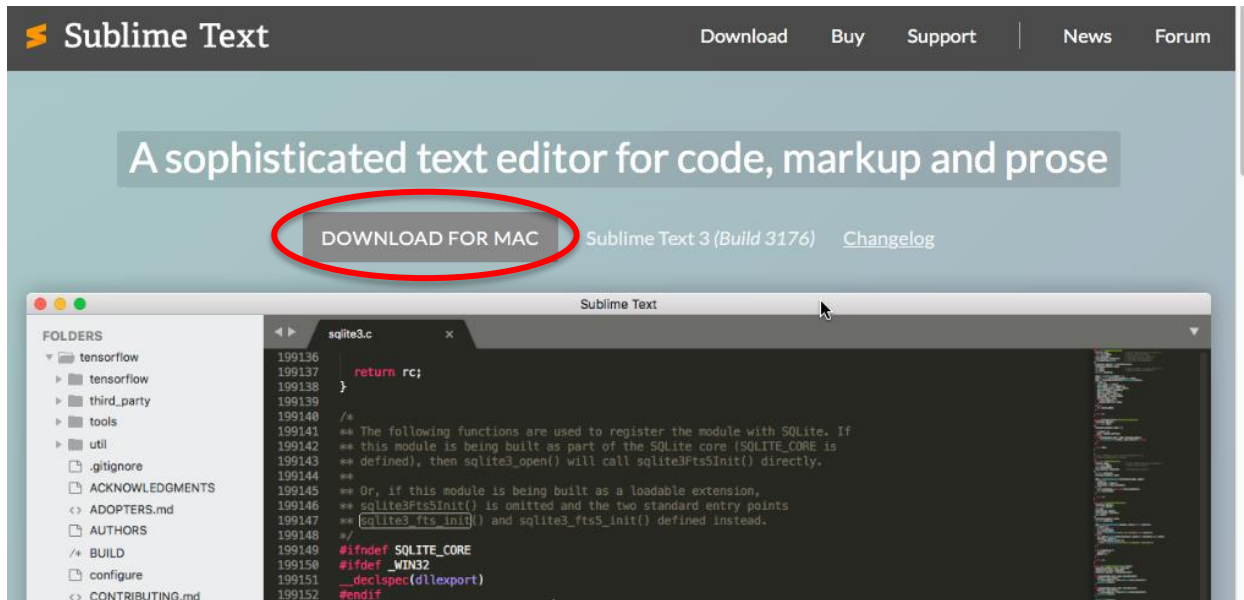 Sublime Text
Download Buy Support News Forum
A sophisticated text editor for code, markup and prose
DOWNLOAD FOR MAC Sublime Text 3 (Build 3176) Changelog
Sublime Text
FOLDERS
tensorflow
tensorflow
third_party
tools
util
.gitignore
ACKNOWLEDGMENTS
<> ADOPTERS.md
AUTHORS
/* BUILD
configure
<> CONTRIBUTING.md
sqlite3.c ×
199136
199137 return rc;
199138 }
199139
199140 /*
199141 ** The following functions are used to register the module with SQLite. If
199142 ** this module is being built as part of the SQLite core (SQLITE_CORE is
199143 ** defined), then sqlite3_open() will call sqlite3Fts5Init() directly.
199144 **
199145 ** Or, if this module is being built as a loadable extension,
199146 ** sqlite3Fts5Init() is omitted and the two standard entry points
199147 ** sqlite3_fts_init() and sqlite3_fts5_init() defined instead.
199148 */
199149 #ifndef SQLITE_CORE
199150 #ifdef _WIN32
199151 __declspec(dllexport)
199152 #endif